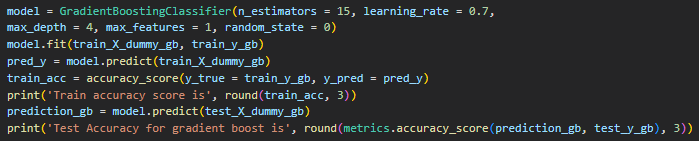 model = GradientBoostingClassifier(n_estimators = 15, learning_rate = 0.7,
max_depth = 4, max_features = 1, random_state = 0)
model.fit(train_X_dummy_gb, train_y_gb)
pred_y = model.predict(train_X_dummy_gb)
train_acc = accuracy_score(y_true = train_y_gb, y_pred = pred_y)
print('Train accuracy score is', round(train_acc, 3))
prediction_gb = model.predict(test_X_dummy_gb)
print('Test Accuracy for gradient boost is', round(metrics.accuracy_score(prediction_gb, test_y_gb), 3))